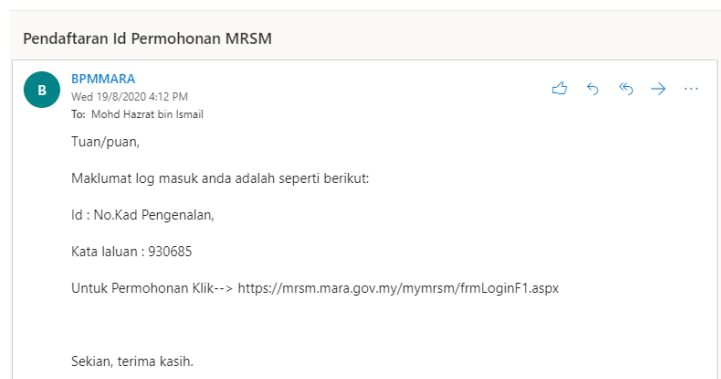 Pendaftaran Id Permohonan MRSM
B
BPMMARA
Wed 19/8/2020 4:12 PM
To: Mohd Hazrat bin Ismail
Tuan/puan,
Maklumat log masuk anda adalah seperti berikut:
Id : No.Kad Pengenalan,
Kata laluan : 930685
Untuk Permohonan Klik--> https://mrsm.mara.gov.my/mymrsm/frmLoginF1.aspx
Sekian, terima kasih.